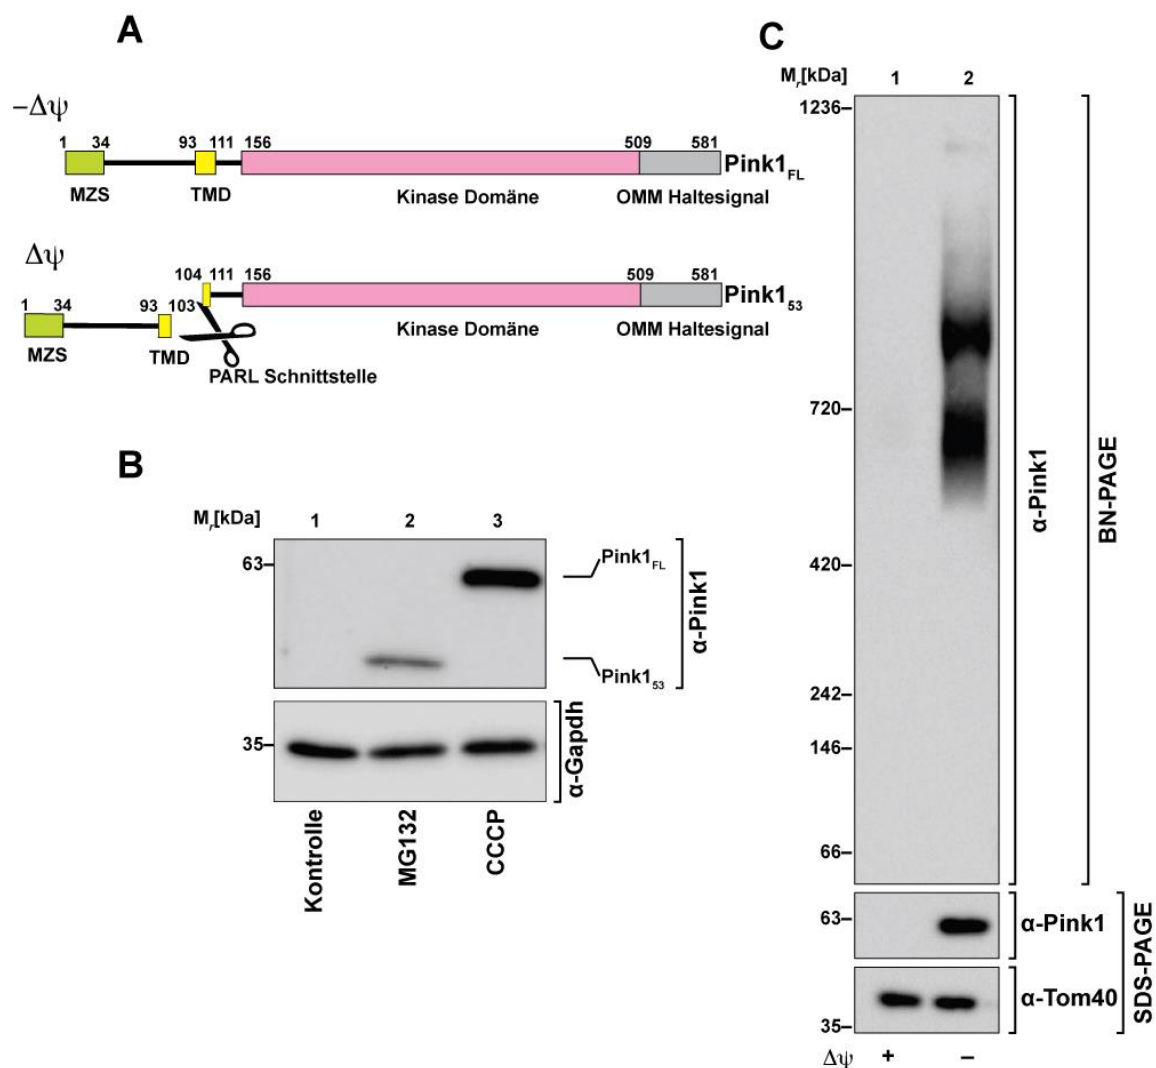 A
−Δψ
1 34 93 111 156 509 581
Pink1FL
MZS TMD Kinase Domäne OMM Haltesignal
Δψ
104 111 156 509 581
1 34 93 103
Pink153
Kinase Domäne OMM Haltesignal
MZS TMD
PARL Schnittstelle
B
Mr[kDa] 1 2 3
63
Pink1FL
Pink153
α-Pink1
35
α-Gapdh
Kontrolle
MG132
CCCP
C
Mr[kDa] 1 2
1236
720
420
242
146
66
α-Pink1
BN-PAGE
63
α-Pink1
α-Tom40
35
SDS-PAGE
Δψ + −